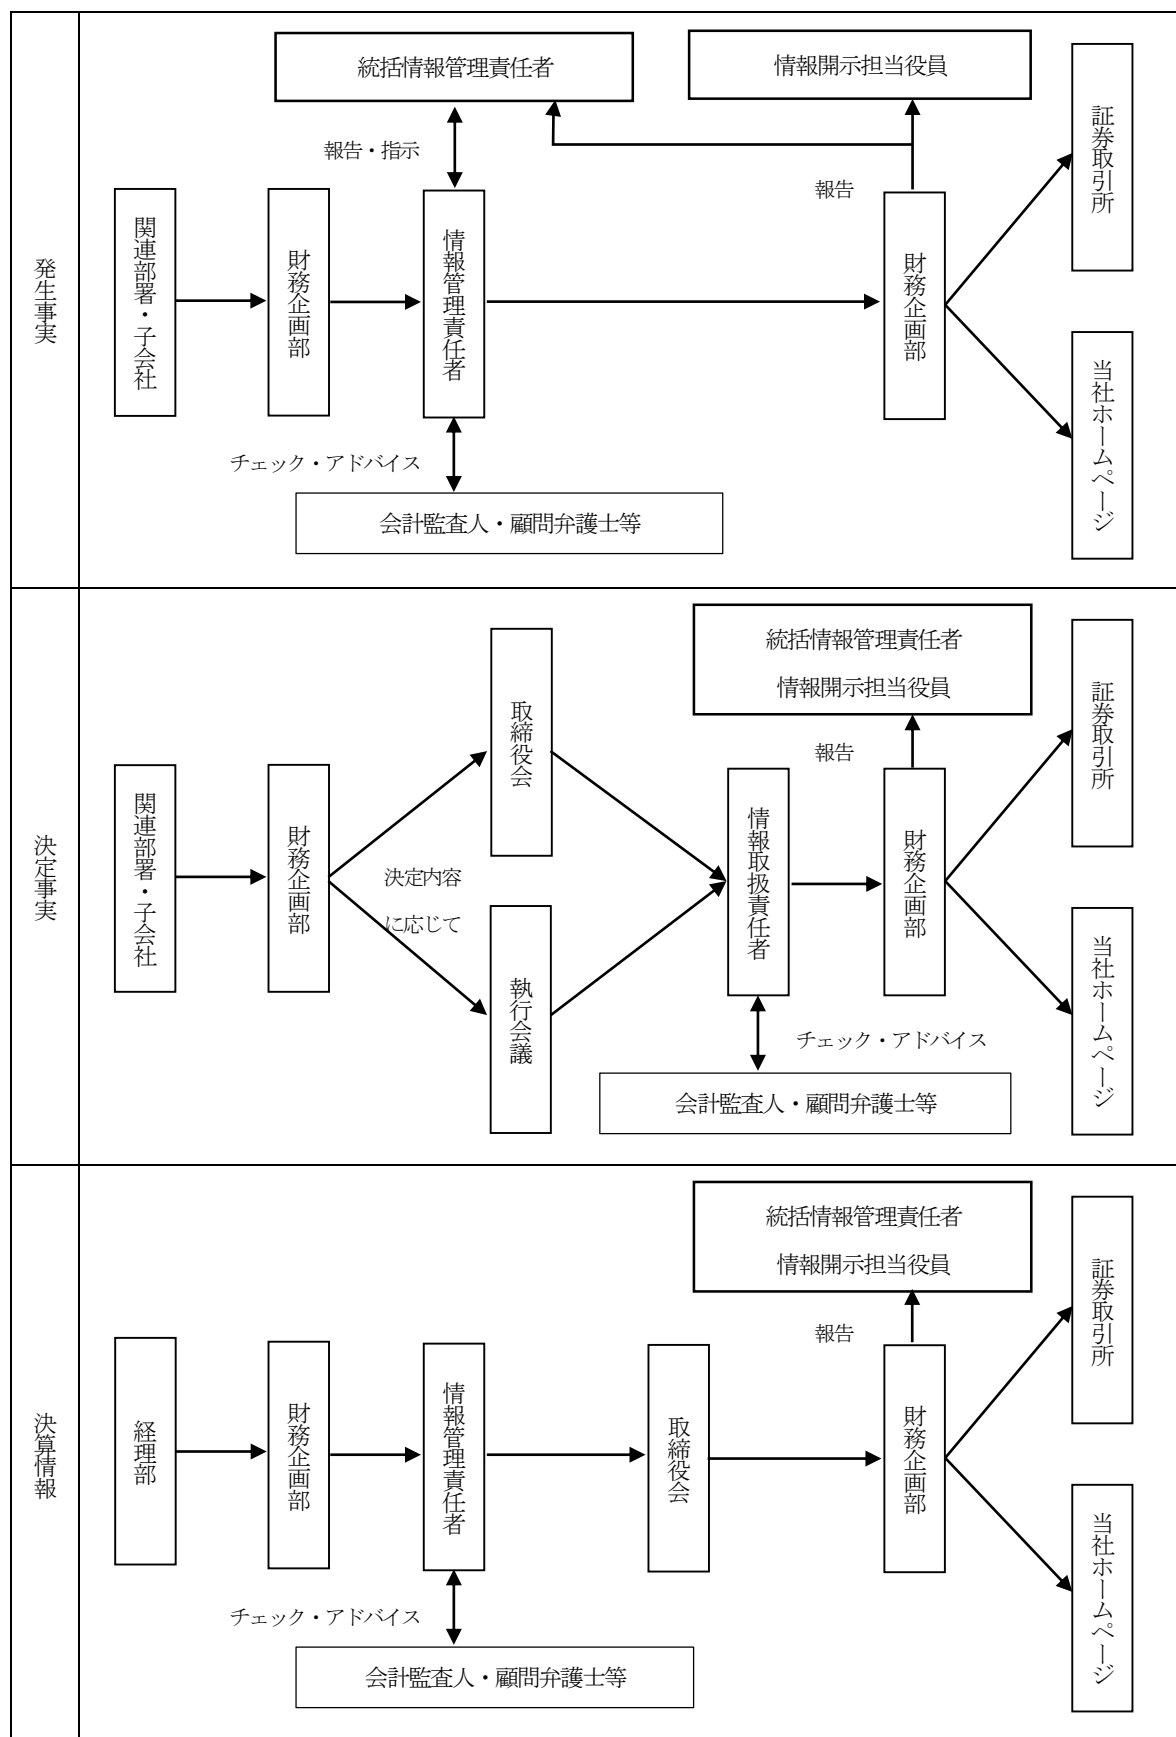 発生事実
統括情報管理責任者
情報開示担当役員
報告・指示
報告
関連部署・子会社
財務企画部
情報管理責任者
財務企画部
証券取引所
当社ホームページ
チェック・アドバイス
会計監査人・顧問弁護士等
決定事実
統括情報管理責任者
情報開示担当役員
報告
関連部署・子会社
財務企画部
決定内容
に応じて
取締役会
執行会議
情報取扱責任者
財務企画部
証券取引所
当社ホームページ
チェック・アドバイス
会計監査人・顧問弁護士等
決算情報
統括情報管理責任者
情報開示担当役員
報告
経理部
財務企画部
情報管理責任者
取締役会
財務企画部
証券取引所
当社ホームページ
チェック・アドバイス
会計監査人・顧問弁護士等